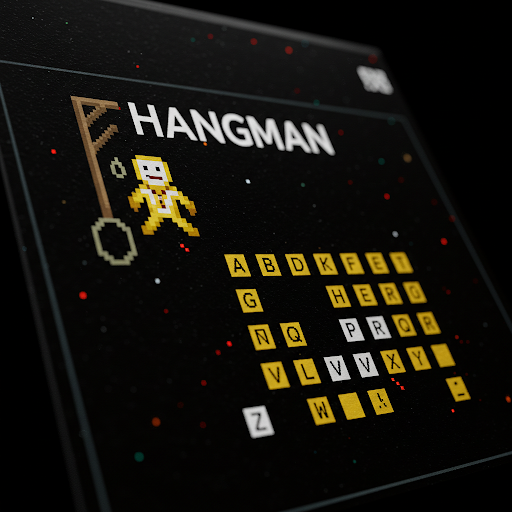 HANGMAN
A B D K F E T
G H E R G
N Q P R Q R
V L V V X Y
Z W